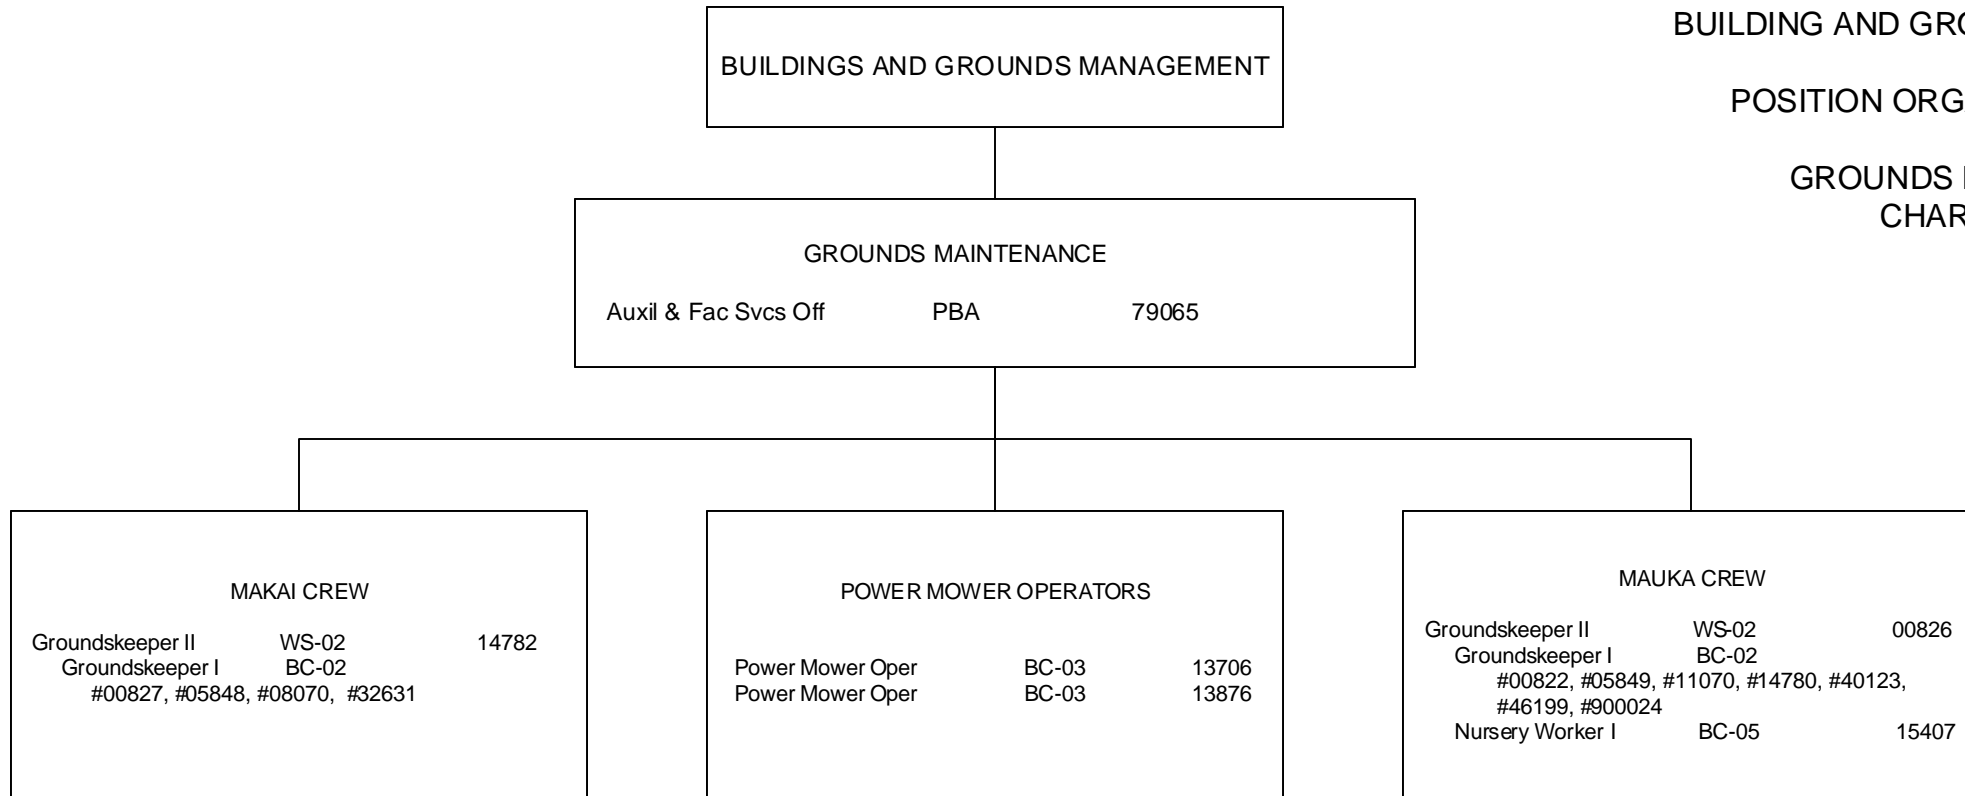 BUILDING AND
POSITION
GROUNDS
BUILDINGS AND GROUNDS MANAGEMENT
GROUNDS MAINTENANCE
Auxil & Fac Svcs Off PBA 79065
MAKAI CREW
Groundskeeper II WS-02 14782
Groundskeeper I BC-02
#00827, #05848, #08070, #32631
POWER MOWER OPERATORS
Power Mower Oper BC-03 13706
Power Mower Oper BC-03 13876
MAUKA CREW
Groundskeeper II WS-02 00826
Groundskeeper I BC-02
#00822, #05849, #11070, #14780, #40123,
#46199, #900024
Nursery Worker I BC-05 15407